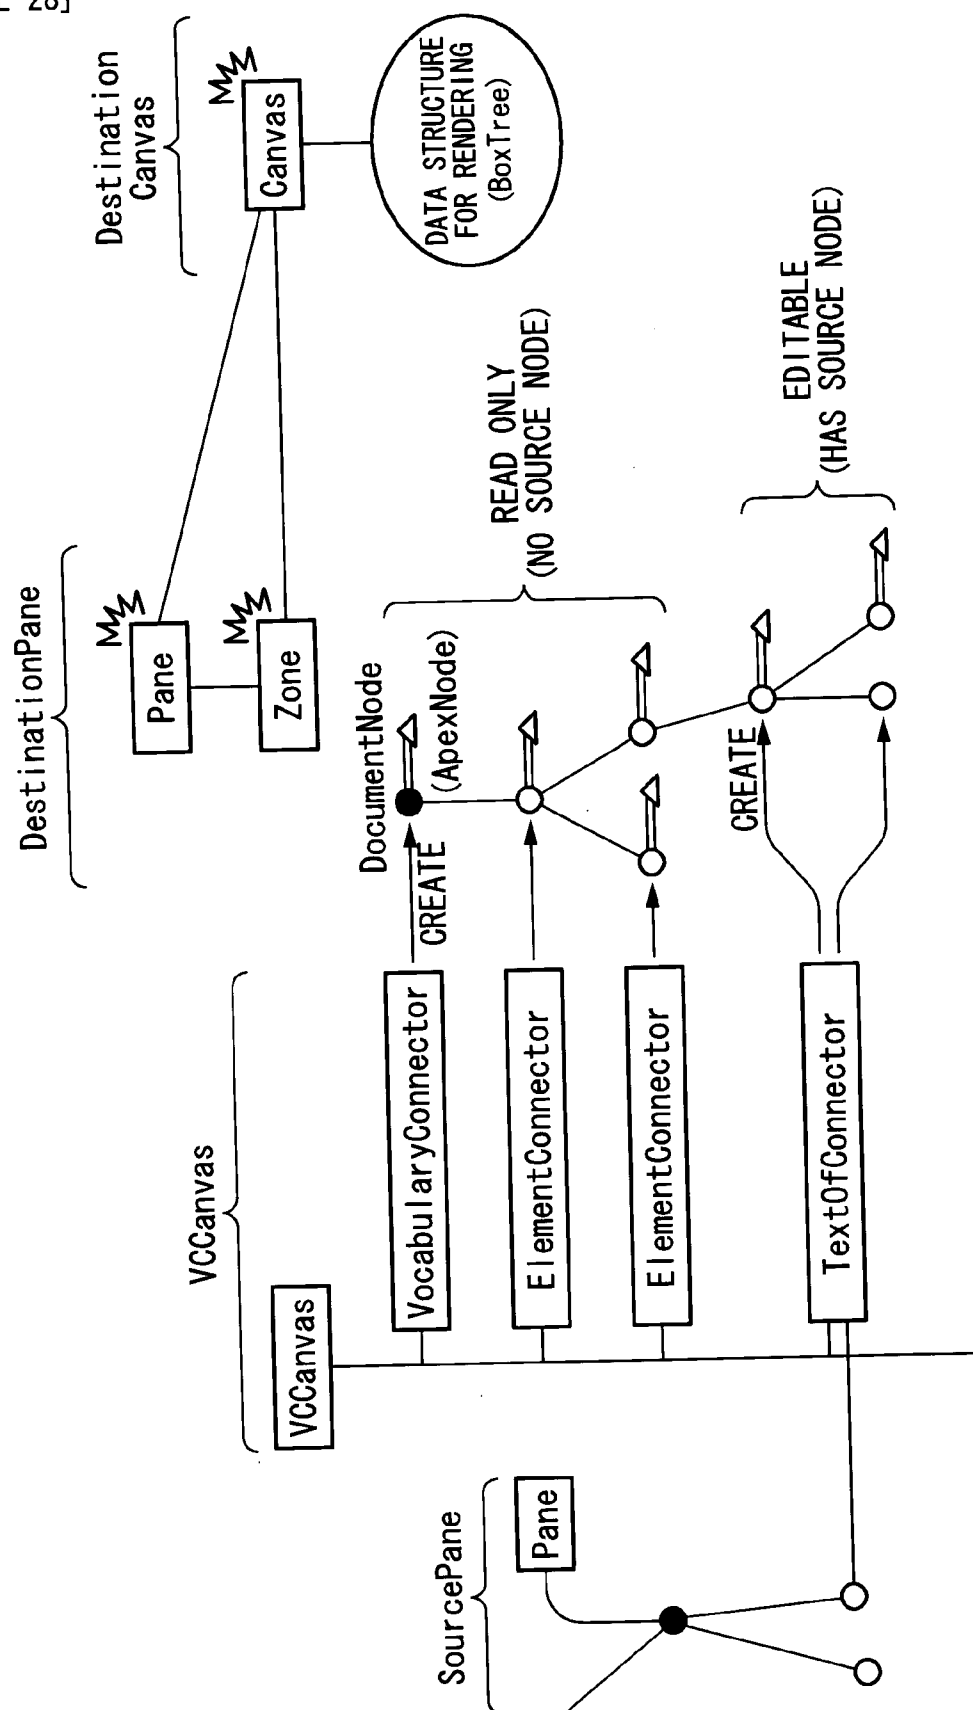 SourcePane
Pane
VCCanvas
VCCanvas
VocabularyConnector
ElementConnector
ElementConnector
TextOfConnector
DestinationPane
Pane
Zone
DocumentNode
(ApexNode)
CREATE
CREATE
READ ONLY
(NO SOURCE NODE)
EDITABLE
(HAS SOURCE NODE)
Destination
Canvas
Canvas
DATA STRUCTURE
FOR RENDERING
(BoxTree)